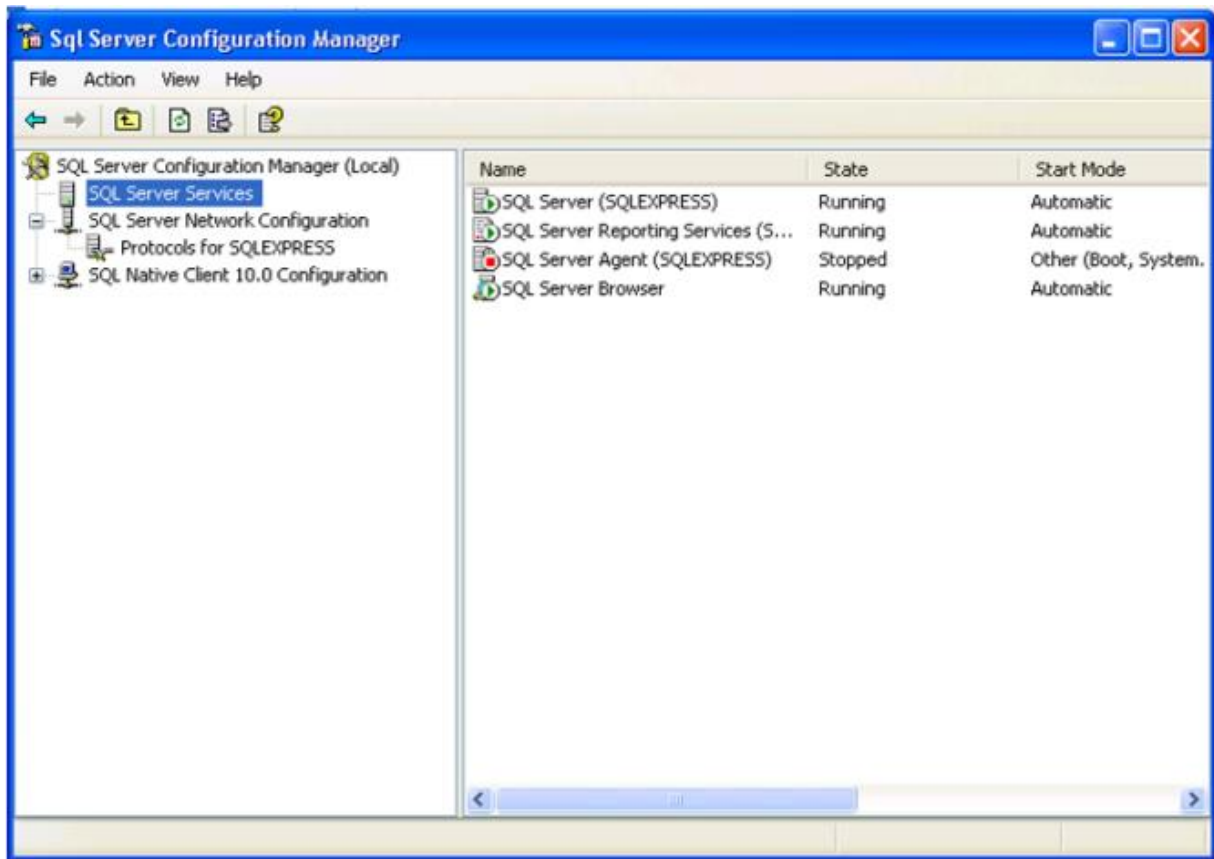 Sql Server Configuration Manager
File Action View Help
SQL Server Configuration Manager (Local)
SQL Server Services
SQL Server Network Configuration
Protocols for SQLEXPRESS
SQL Native Client 10.0 Configuration
Name State Start Mode
SQL Server (SQLEXPRESS) Running Automatic
SQL Server Reporting Services (S... Running Automatic
SQL Server Agent (SQLEXPRESS) Stopped Other (Boot, System.
SQL Server Browser Running Automatic